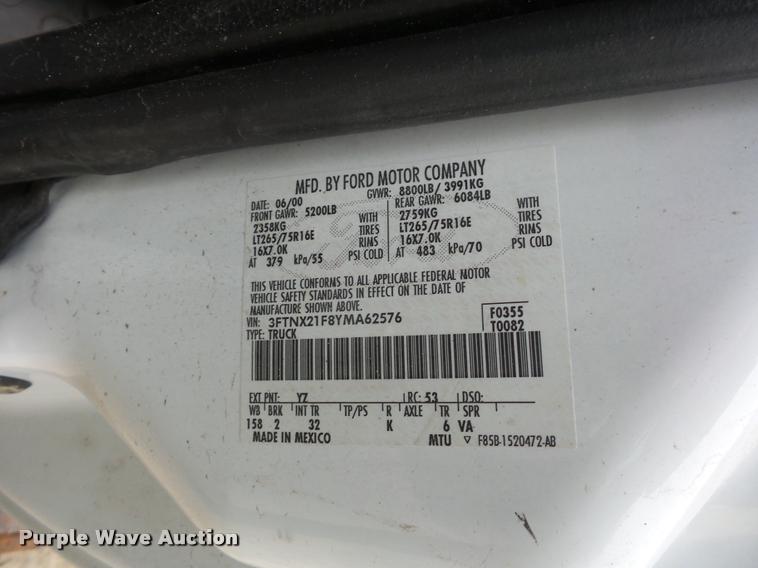 MFD. BY FORD MOTOR COMPANY
DATE: 06/00 GVWR: 8800LB/ 3991KG
FRONT GAWR: 5200LB REAR GAWR: 6084LB
2358KG WITH 2759KG WITH
LT265/75R16E TIRES LT265/75R16E TIRES
16X7.0K RIMS 16X7.0K RIMS
AT 379 kPa/55 PSI COLD AT 483 kPa/70 PSI COLD
THIS VEHICLE CONFORMS TO ALL APPLICABLE FEDERAL MOTOR
VEHICLE SAFETY STANDARDS IN EFFECT ON THE DATE OF
MANUFACTURE SHOWN ABOVE.
VIN: 3FTNX21F8YMA62576 F0355
TYPE: TRUCK T0082
EXT PNT: YZ RC: 53 DSO:
WB BRK INT TR TP/PS R AXLE TR SPR
158 2 32 K 6 VA
MADE IN MEXICO MTU F85B-1520472-AB
Purple Wave Auction
Purple Wave Auction